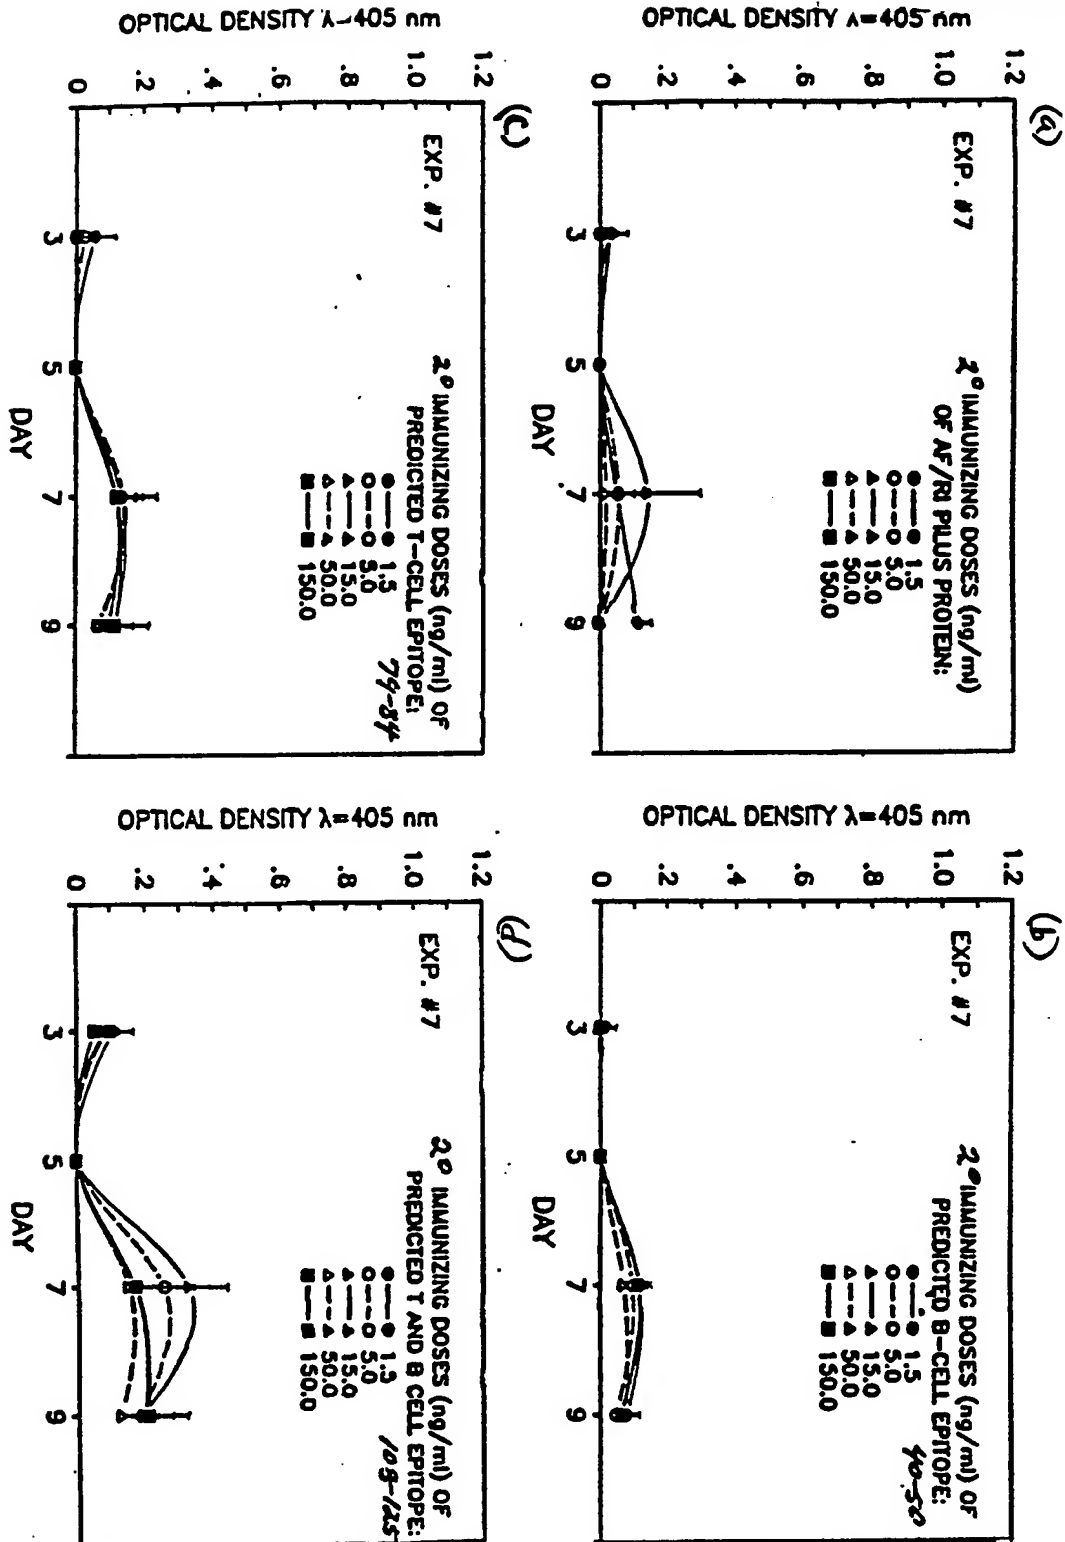 (a)
OPTICAL DENSITY λ=405 nm
1.2
1.0
.8
.6
.4
.2
0
EXP. #7
2° IMMUNIZING DOSES (ng/ml)
OF AF/R1 PILUS PROTEIN:
1.5
5.0
15.0
50.0
150.0
3
5
7
9
(b)
OPTICAL DENSITY λ=405 nm
1.2
1.0
.8
.6
.4
.2
0
EXP. #7
2° IMMUNIZING DOSES (ng/ml) OF
PREDICTED B-CELL EPITOPE:
40-50
1.5
5.0
15.0
50.0
150.0
3
5
7
9
DAY
(c)
OPTICAL DENSITY λ-405 nm
1.2
1.0
.8
.6
.4
.2
0
EXP. #7
2° IMMUNIZING DOSES (ng/ml) OF
PREDICTED T-CELL EPITOPE:
79-84
1.5
5.0
15.0
50.0
150.0
3
5
7
9
DAY
(d)
OPTICAL DENSITY λ=405 nm
1.2
1.0
.8
.6
.4
.2
0
EXP. #7
2° IMMUNIZING DOSES (ng/ml) OF
PREDICTED T AND B CELL EPITOPE:
108-125
1.5
5.0
15.0
50.0
150.0
3
5
7
9
DAY